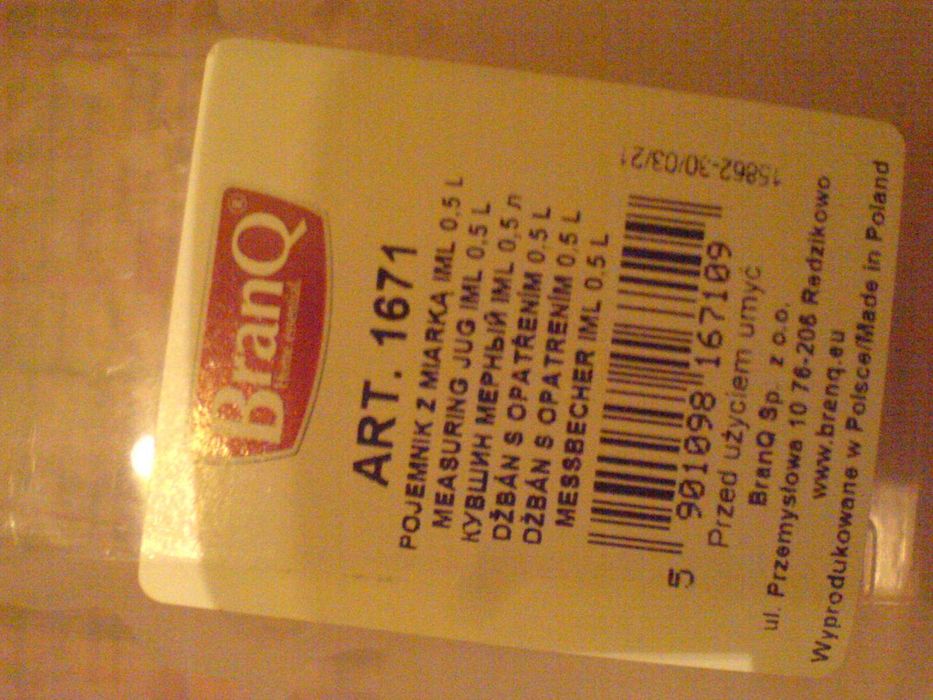 BranQ®
ART. 1671
POJEMNIK Z MIARKĄ IML 0,5 L
MEASURING JUG IML 0,5 L
КУВШИН МЕРНЫЙ IML 0,5 л
DŽBÁN S OPATŘENIM 0.5 L
DŽBÁN S OPATRENÍM 0,5 L
MESSBECHER IML 0.5 L
15862-30/03/21
5 901098 167109
Przed użyciem umyć
BranQ Sp. z o.o.
ul. Przemysłowa 10 76-206 Redzikowo
www.branq.eu
Wyprodukowane w Polsce/Made in Poland